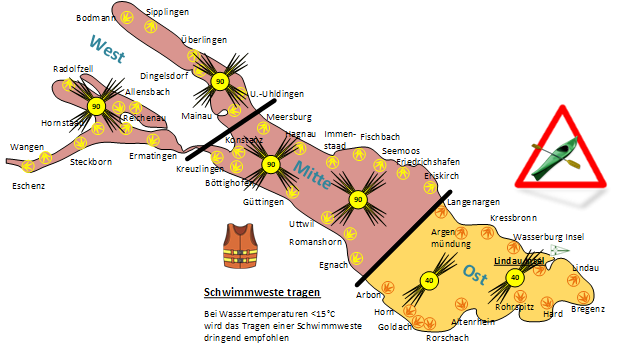 Bodmann
Sipplingen
West
Überlingen
Radolfzell
Dingelsdorf
90
U.-Uhldingen
Allensbach
90
Mainau
Meersburg
Hornstaad
Reichenau
Hagnau
Immen-
staad
Fischbach
Wangen
Konstanz
Seemoos
Steckborn
Ermatingen
Kreuzlingen
90
Mitte
Friedrichshafen
Eschenz
Böttighofen
Eriskirch
Güttingen
90
Langenargen
Kressbronn
Uttwil
Argen
mündung
Wasserburg Insel
Romanshorn
Lindau Insel
Egnach
Ost
Lindau
40
40
Schwimmweste tragen
Arbon
Rohrspitz
Bregenz
Bei Wassertemperaturen <15°C
wird das Tragen einer Schwimmweste
dringend empfohlen
Horn
Altenrhein
Hard
Goldach
Rorschach